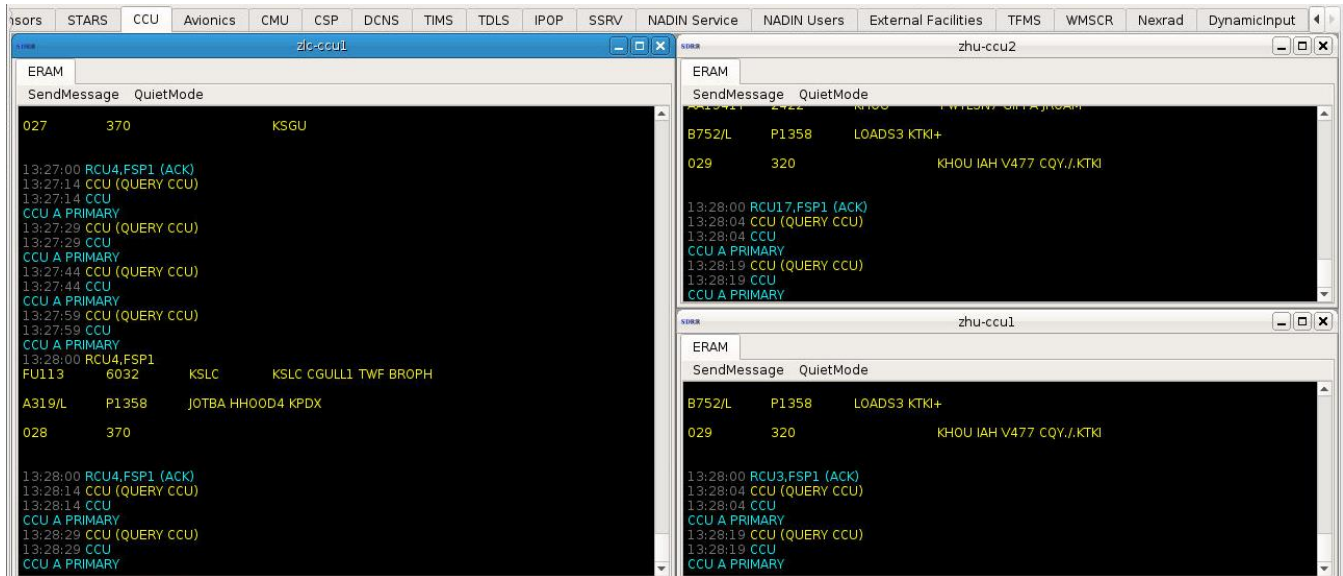 STARS CCU Avionics CMU CSP DCNS TIMS TDLS IPOP SSRV NADIN Service NADIN Users External Facilities TFMS WMSCR Nexrad DynamicInput
zlc-ccu1
ERAM
SendMessage QuietMode
027 370 KSGU
13:27:00 RCU4,FSP1 (ACK)
13:27:14 CCU (QUERY CCU)
13:27:14 CCU
CCU A PRIMARY
13:27:29 CCU (QUERY CCU)
13:27:29 CCU
CCU A PRIMARY
13:27:44 CCU (QUERY CCU)
13:27:44 CCU
CCU A PRIMARY
13:27:59 CCU (QUERY CCU)
13:27:59 CCU
CCU A PRIMARY
13:28:00 RCU4,FSP1
FU113 6032 KSLC KSLC CGULL1 TWF BROPH
A319/L P1358 JOTBA HHOOD4 KPDX
028 370
13:28:00 RCU4,FSP1 (ACK)
13:28:14 CCU (QUERY CCU)
13:28:14 CCU
CCU A PRIMARY
13:28:29 CCU (QUERY CCU)
13:28:29 CCU
CCU A PRIMARY
SDRR zhu-ccu2
ERAM
SendMessage QuietMode
B752/L P1358 LOADS3 KTKI+
029 320 KHOU IAH V477 CQY./.KTKI
13:28:00 RCU17,FSP1 (ACK)
13:28:04 CCU (QUERY CCU)
13:28:04 CCU
CCU A PRIMARY
13:28:19 CCU (QUERY CCU)
13:28:19 CCU
CCU A PRIMARY
SDRR zhu-ccu1
ERAM
SendMessage QuietMode
B752/L P1358 LOADS3 KTKI+
029 320 KHOU IAH V477 CQY./.KTKI
13:28:00 RCU3,FSP1 (ACK)
13:28:04 CCU (QUERY CCU)
13:28:04 CCU
CCU A PRIMARY
13:28:19 CCU (QUERY CCU)
13:28:19 CCU
CCU A PRIMARY